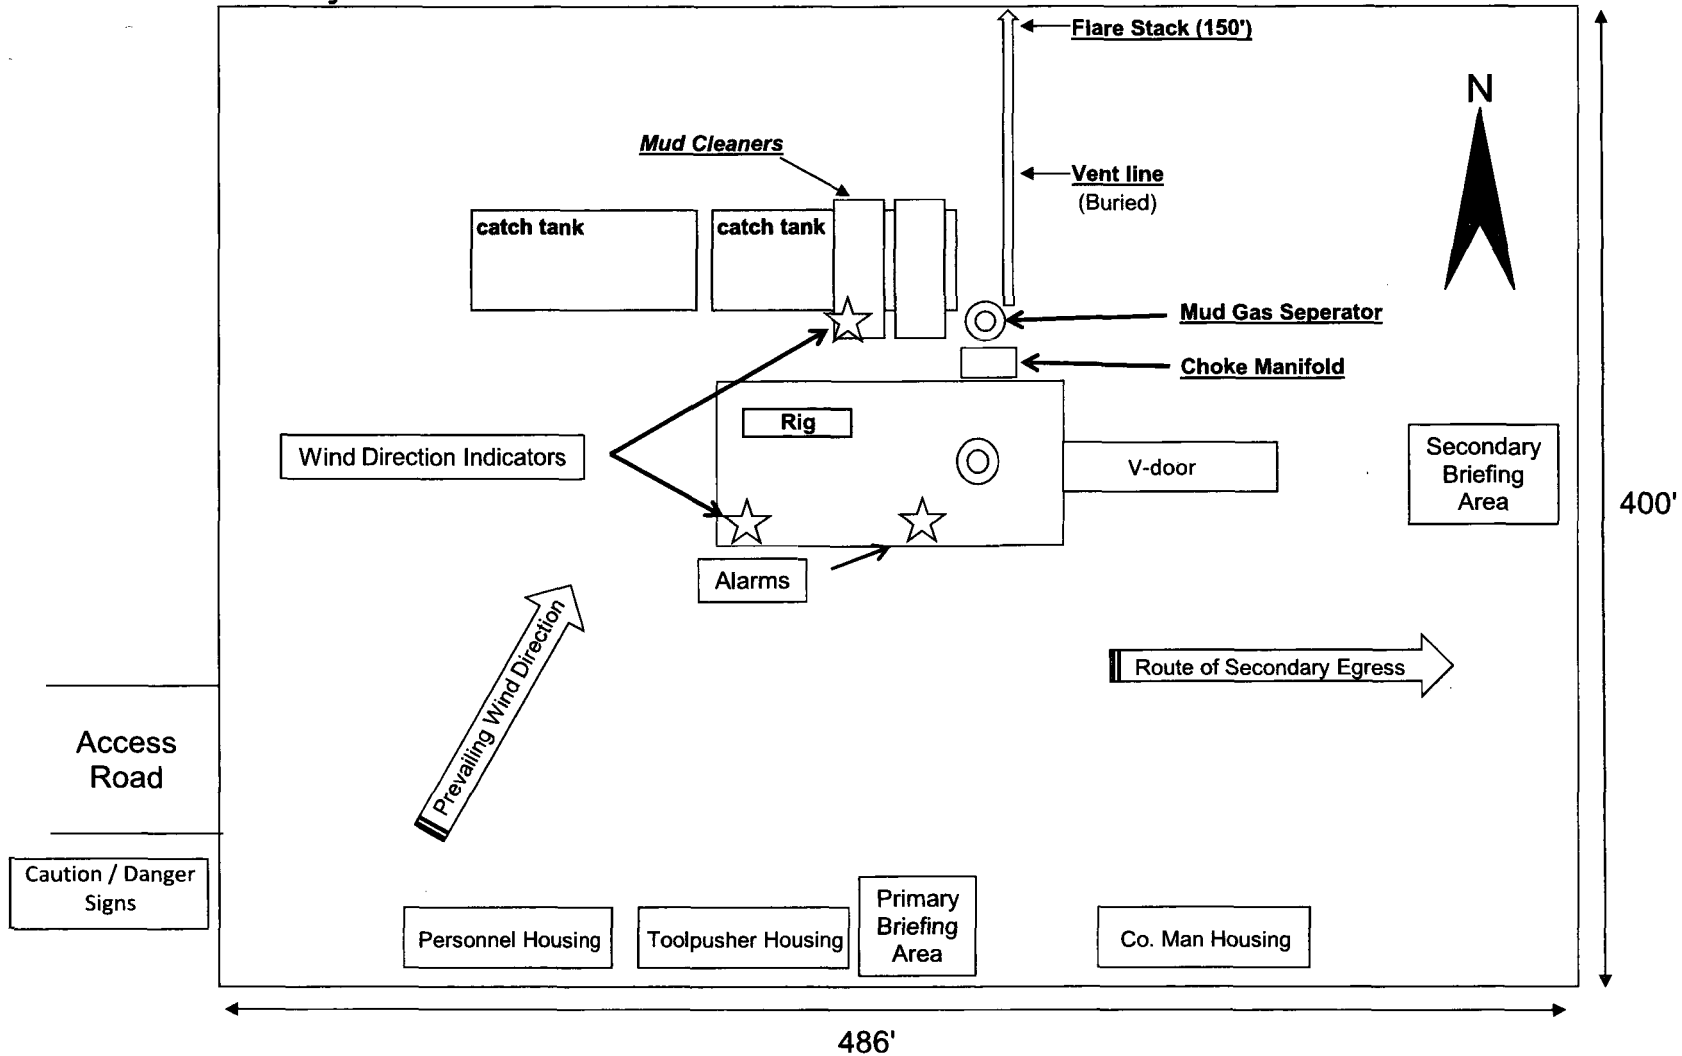 Flare Stack (150')
N
Mud Cleaners
Vent line
(Buried)
catch tank
catch tank
Mud Gas Seperator
Choke Manifold
Rig
Wind Direction Indicators
V-door
Secondary
Briefing
Area
400'
Alarms
Prevailing Wind Direction
Route of Secondary Egress
Access
Road
Caution / Danger
Signs
Personnel Housing
Toolpusher Housing
Primary
Briefing
Area
Co. Man Housing
486'